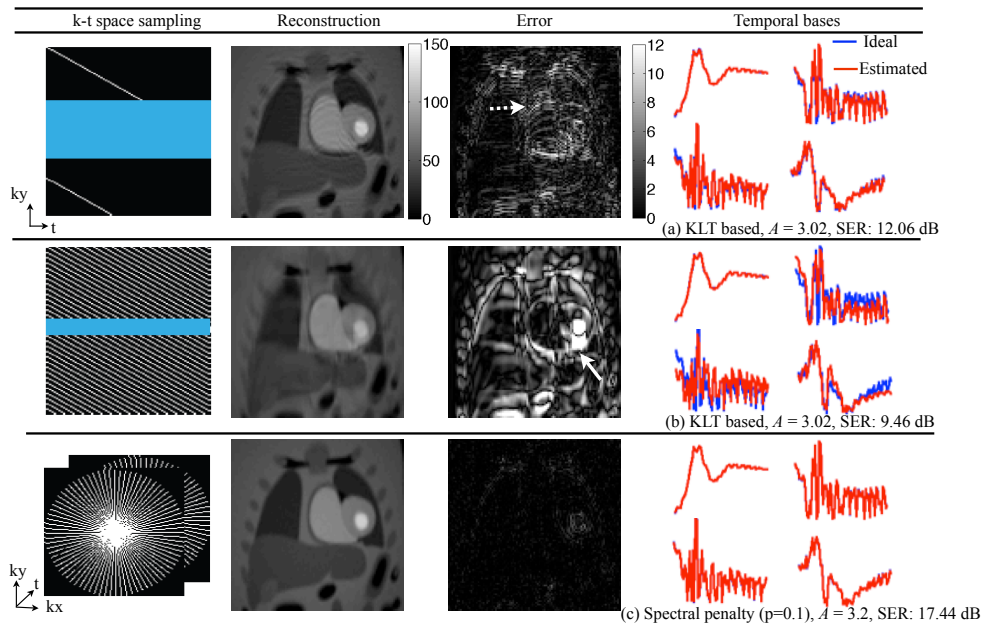 k-t space sampling Reconstruction Error Temporal bases
150
100
50
0
12
10
8
6
4
2
0
Ideal
Estimated
ky
t
(a) KLT based, A = 3.02, SER: 12.06 dB
(b) KLT based, A = 3.02, SER: 9.46 dB
ky
t
kx
(c) Spectral penalty (p=0.1), A = 3.2, SER: 17.44 dB